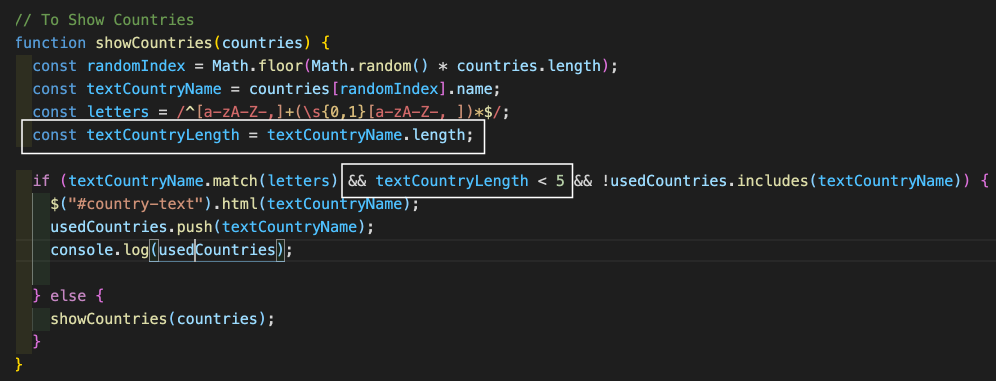 // To Show Countries
function showCountries(countries) {
const randomIndex = Math.floor(Math.random() * countries.length);
const textCountryName = countries[randomIndex].name;
const letters = /^[a-zA-Z-,]+(\s{0,1}[a-zA-Z-, ])*$/;
const textCountryLength = textCountryName.length;
if (textCountryName.match(letters) && textCountryLength < 5 && !usedCountries.includes(textCountryName)) {
$("#country-text").html(textCountryName);
usedCountries.push(textCountryName);
console.log(usedCountries);
} else {
showCountries(countries);
}
}